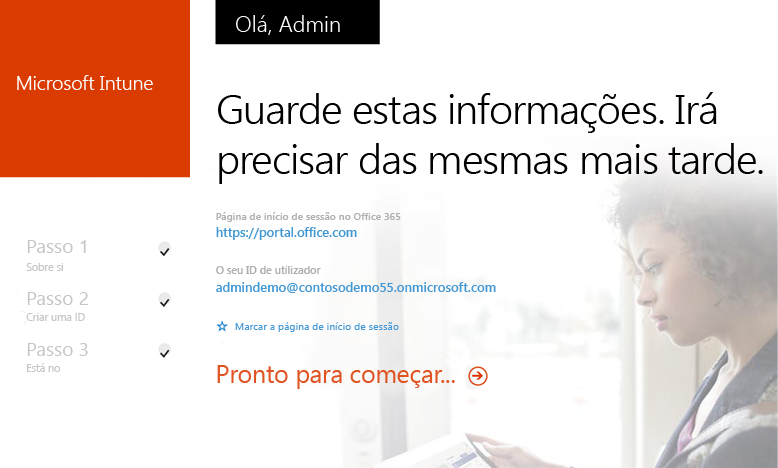 Olá, Admin
Microsoft Intune
Guarde estas informações. Irá
precisar das mesmas mais tarde.
Página de início de sessão no Office 365
https://portal.office.com
O seu ID de utilizador
admindemo@contosodemo55.onmicrosoft.com
Marcar a página de início de sessão
Pronto para começar...
Passo 1
Sobre si
Passo 2
Criar uma ID
Passo 3
Está no